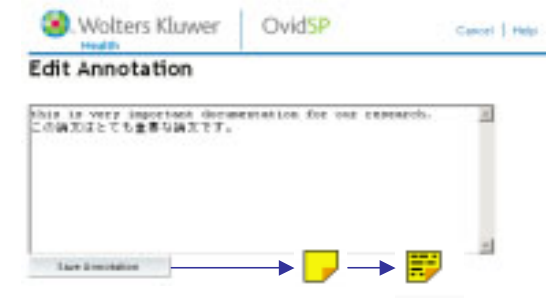 Wolters Kluwer
Health
OvidSP
Cancel | Help
Edit Annotation
this is very important documentation for our research.
この論文はとても重要な論文です。
Save Annotation